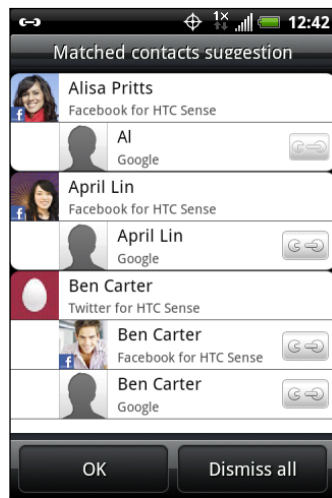 1X
12:42
Matched contacts suggestion
Alisa Pritts
Facebook for HTC Sense
Al
Google
April Lin
Facebook for HTC Sense
April Lin
Google
Ben Carter
Twitter for HTC Sense
Ben Carter
Facebook for HTC Sense
Ben Carter
Google
OK
Dismiss all